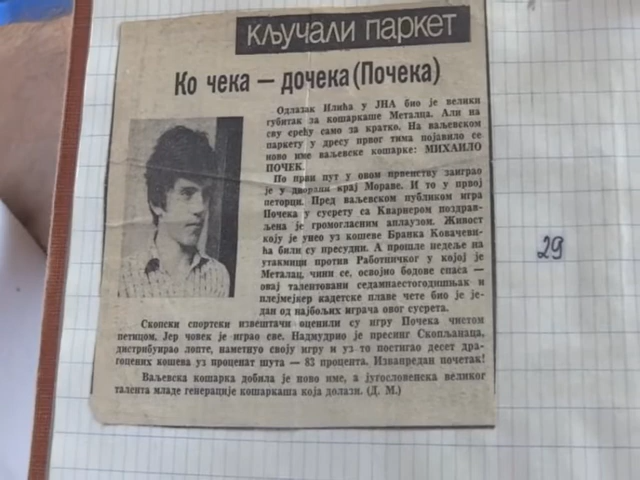 КЉУЧАЛИ ПАРКЕТ
Ко чека — дочека (Почека)
Одлазак Илића у ЈНА био је велики
губитак за кошаркаше Металца. Али на
сву срећу само за кратко. На ваљевском
паркету у дресу првог тима појавило се
ново име ваљевске кошарке: МИХАИЛО
ПОЧЕК.
По први пут у овом првенству заиграо
је у дворани крај Мораве. И то у првој
петорци. Пред ваљевском публиком игра
Почека у сусрету са Кварнером поздрав-
љена је громогласним аплаузом. Живост
коју је унео уз кошеве Бранка Ковачеви-
ћа били су пресудни. А прошле недеље на
утакмици против Работничког у којој је
Металац, чини се, освојио бодове спаса —
овај талентовани седамнаестогодишњак и
плејмејкер кадетске плаве чете био је је-
дан од најбољих играча овог сусрета.
Скопски спортски извештачи оценили су игру Почека чистом
петицом. Јер човек је играо све. Надмудрио је пресинг Скопљанаца,
дистрибуирао лопте, наметнуо своју игру и уз то постигао десет дра-
гоцених кошева уз проценат шута — 83 процента. Изванредан почетак!
Ваљевска кошарка добила је ново име, а југословенска великог
талента младе генерације кошаркаша која долази. (Д. М.)
29